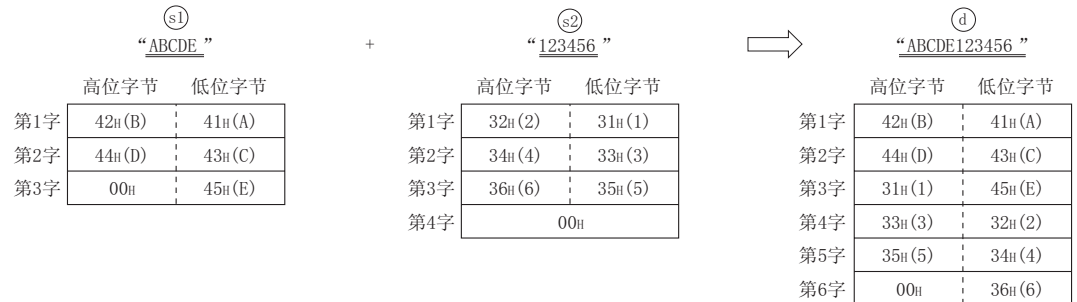 s1 s2 d
“ABCDE” + “123456” “ABCDE123456”
高位字节 低位字节 高位字节 低位字节 高位字节 低位字节
第1字 42H(B) 41H(A) 第1字 32H(2) 31H(1) 第1字 42H(B) 41H(A)
第2字 44H(D) 43H(C) 第2字 34H(4) 33H(3) 第2字 44H(D) 43H(C)
第3字 00H 45H(E) 第3字 36H(6) 35H(5) 第3字 31H(1) 45H(E)
第4字 00H 第4字 33H(3) 32H(2)
第5字 35H(5) 34H(4)
第6字 00H 36H(6)